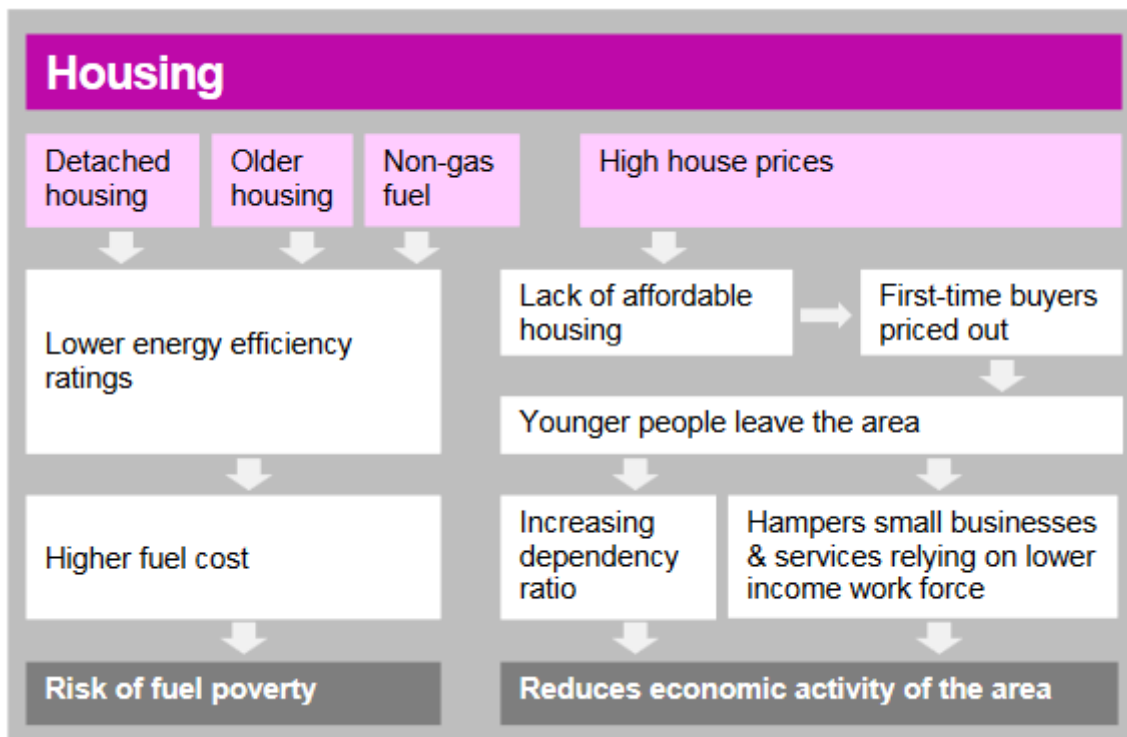 Housing
Detached
housing
Older
housing
Non-gas
fuel
High house prices
Lower energy efficiency
ratings
Lack of affordable
housing
First-time buyers
priced out
Younger people leave the area
Higher fuel cost
Increasing
dependency
ratio
Hampers small businesses
& services relying on lower
income work force
Risk of fuel poverty
Reduces economic activity of the area